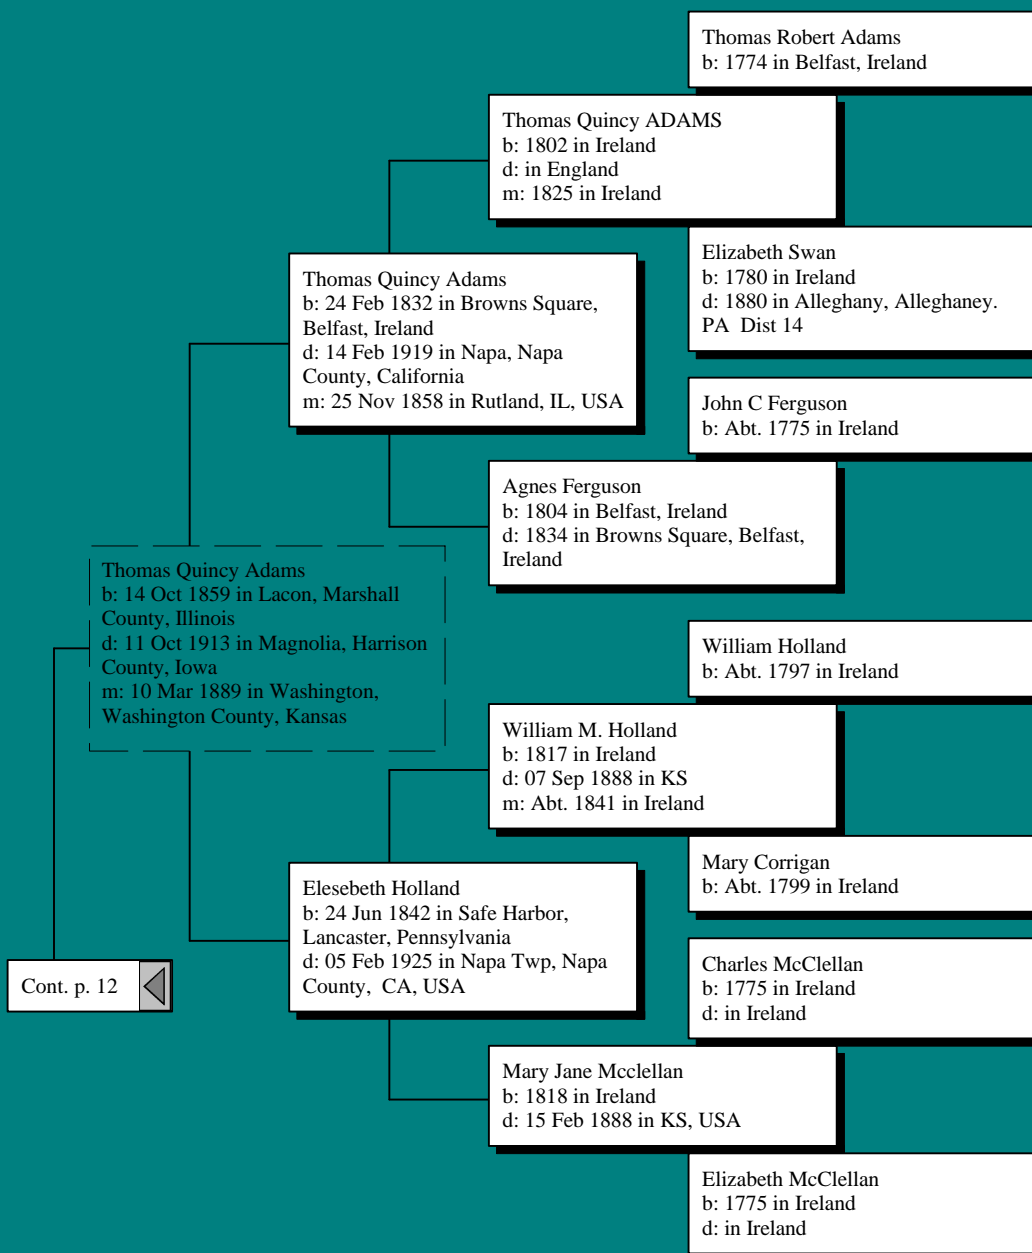 Thomas Robert Adams
b: 1774 in Belfast, Ireland
Thomas Quincy ADAMS
b: 1802 in Ireland
d: in England
m: 1825 in Ireland
Elizabeth Swan
b: 1780 in Ireland
d: 1880 in Alleghany, Alleghaney.
PA  Dist 14
Thomas Quincy Adams
b: 24 Feb 1832 in Browns Square,
Belfast, Ireland
d: 14 Feb 1919 in Napa, Napa
County, California
m: 25 Nov 1858 in Rutland, IL, USA
John C Ferguson
b: Abt. 1775 in Ireland
Agnes Ferguson
b: 1804 in Belfast, Ireland
d: 1834 in Browns Square, Belfast,
Ireland
Thomas Quincy Adams
b: 14 Oct 1859 in Lacon, Marshall
County, Illinois
d: 11 Oct 1913 in Magnolia, Harrison
County, Iowa
m: 10 Mar 1889 in Washington,
Washington County, Kansas
William Holland
b: Abt. 1797 in Ireland
William M. Holland
b: 1817 in Ireland
d: 07 Sep 1888 in KS
m: Abt. 1841 in Ireland
Mary Corrigan
b: Abt. 1799 in Ireland
Elesebeth Holland
b: 24 Jun 1842 in Safe Harbor,
Lancaster, Pennsylvania
d: 05 Feb 1925 in Napa Twp, Napa
County,  CA, USA
Cont. p. 12
Charles McClellan
b: 1775 in Ireland
d: in Ireland
Mary Jane Mcclellan
b: 1818 in Ireland
d: 15 Feb 1888 in KS, USA
Elizabeth McClellan
b: 1775 in Ireland
d: in Ireland